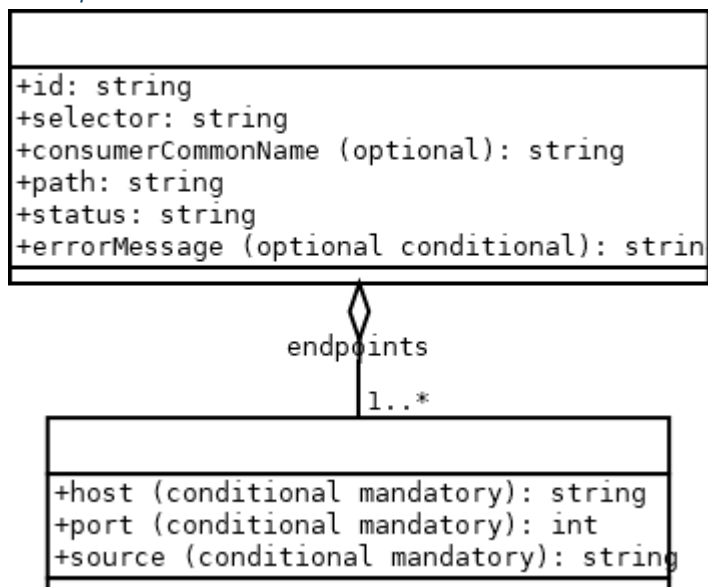 +id: string
+selector: string
+consumerCommonName (optional): string
+path: string
+status: string
+errorMessage (optional conditional): strin
endpoints
1..*
+host (conditional mandatory): string
+port (conditional mandatory): int
+source (conditional mandatory): string